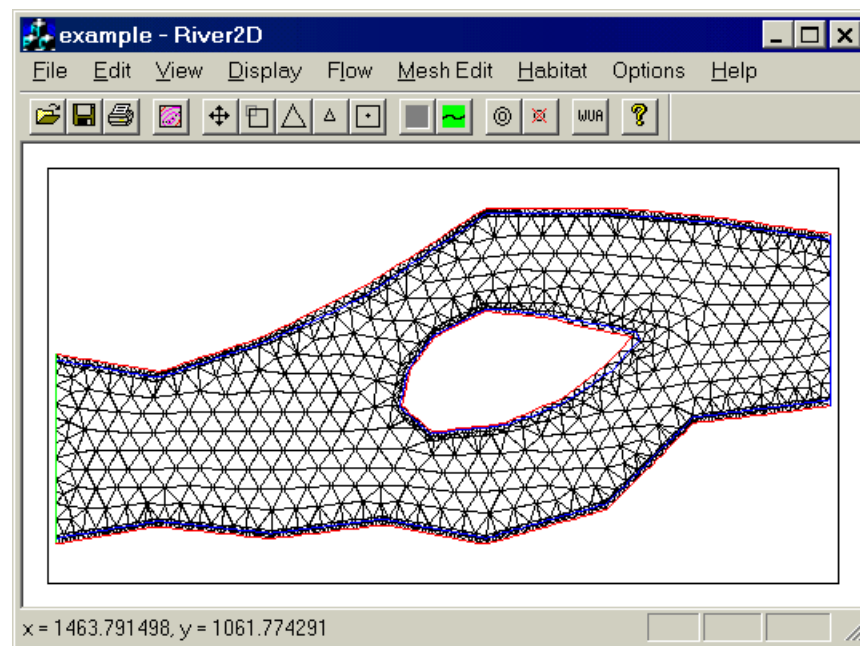 example - River2D
File Edit View Display Flow Mesh Edit Habitat Options Help
WUA ?
x = 1463.791498, y = 1061.774291